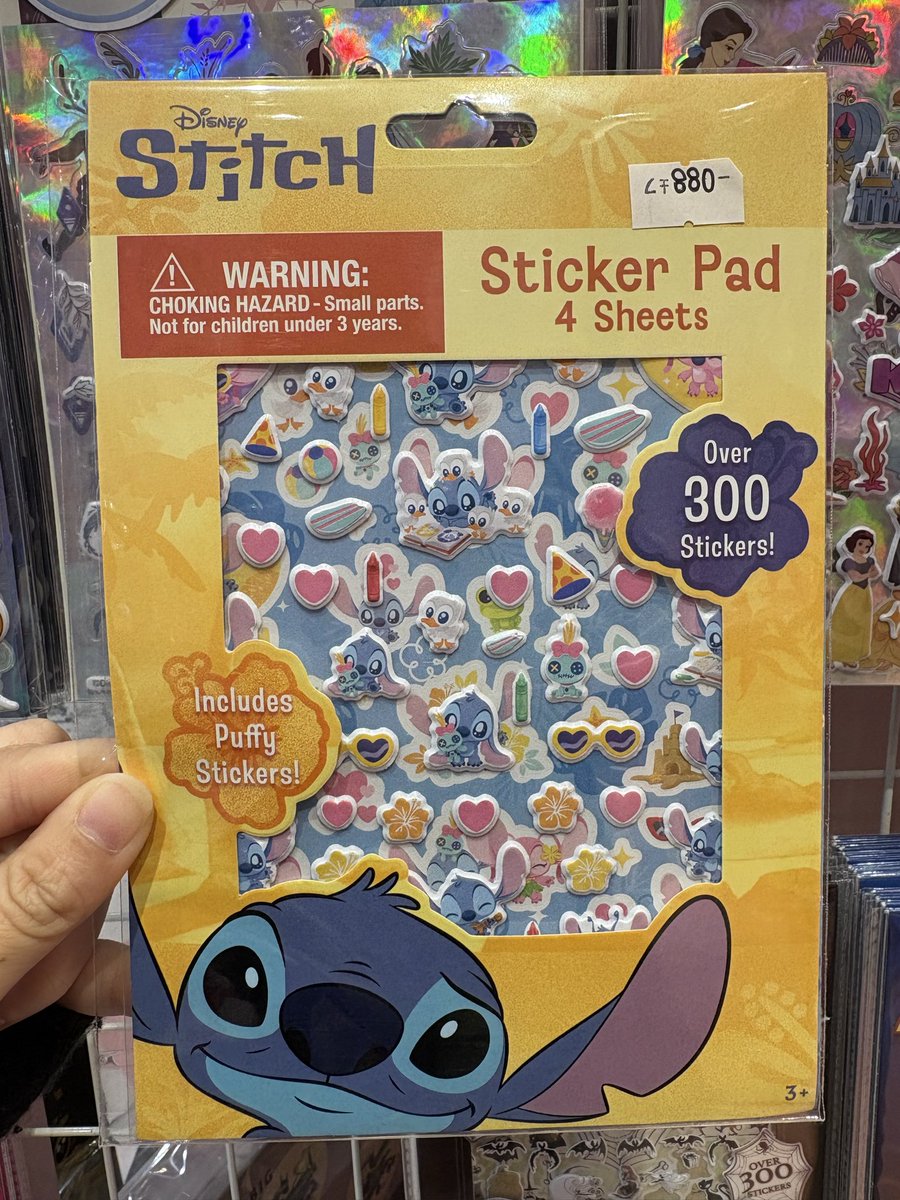 Disney
Stitch
880-
WARNING:
CHOKING HAZARD - Small parts.
Not for children under 3 years.
Sticker Pad
4 Sheets
Over
300
Stickers!
Includes
Puffy
Stickers!
3+
OVER
300
STICKERS